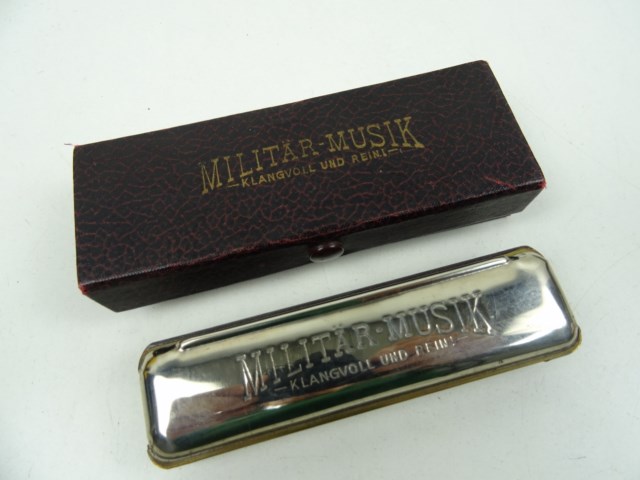 MILITÄR-MUSIK
KLANGVOLL UND REIN!
MILITÄR-MUSIK
KLANGVOLL UND REIN!